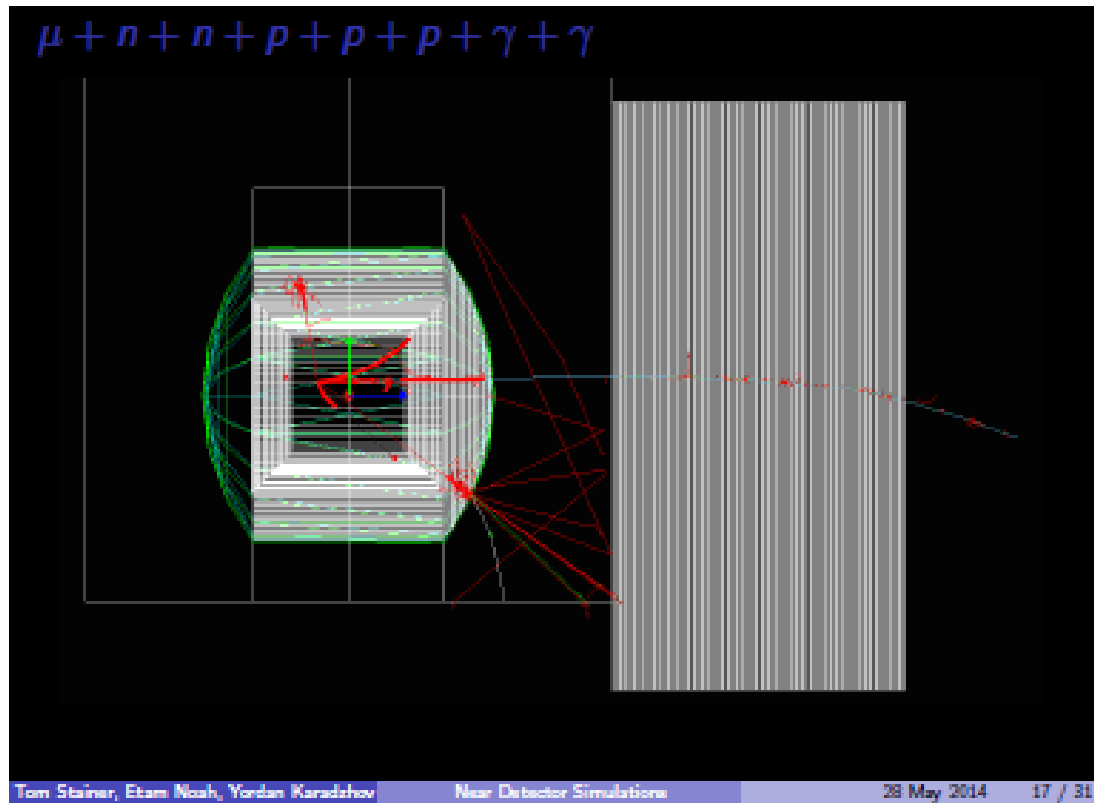 μ + n + n + p + p + p + γ + γ
Tom Stainer, Etam Noah, Yordan Karadzhov Near Detector Simulations 28 May 2014 17 / 31